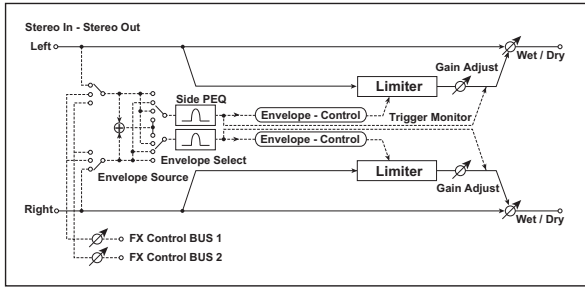 Stereo In - Stereo Out
Left
Wet / Dry
Gain Adjust
Limiter
Side PEQ
Envelope - Control
Trigger Monitor
Envelope - Control
Envelope Select
Envelope Source
Limiter
Gain Adjust
Right
Wet / Dry
FX Control BUS 1
FX Control BUS 2